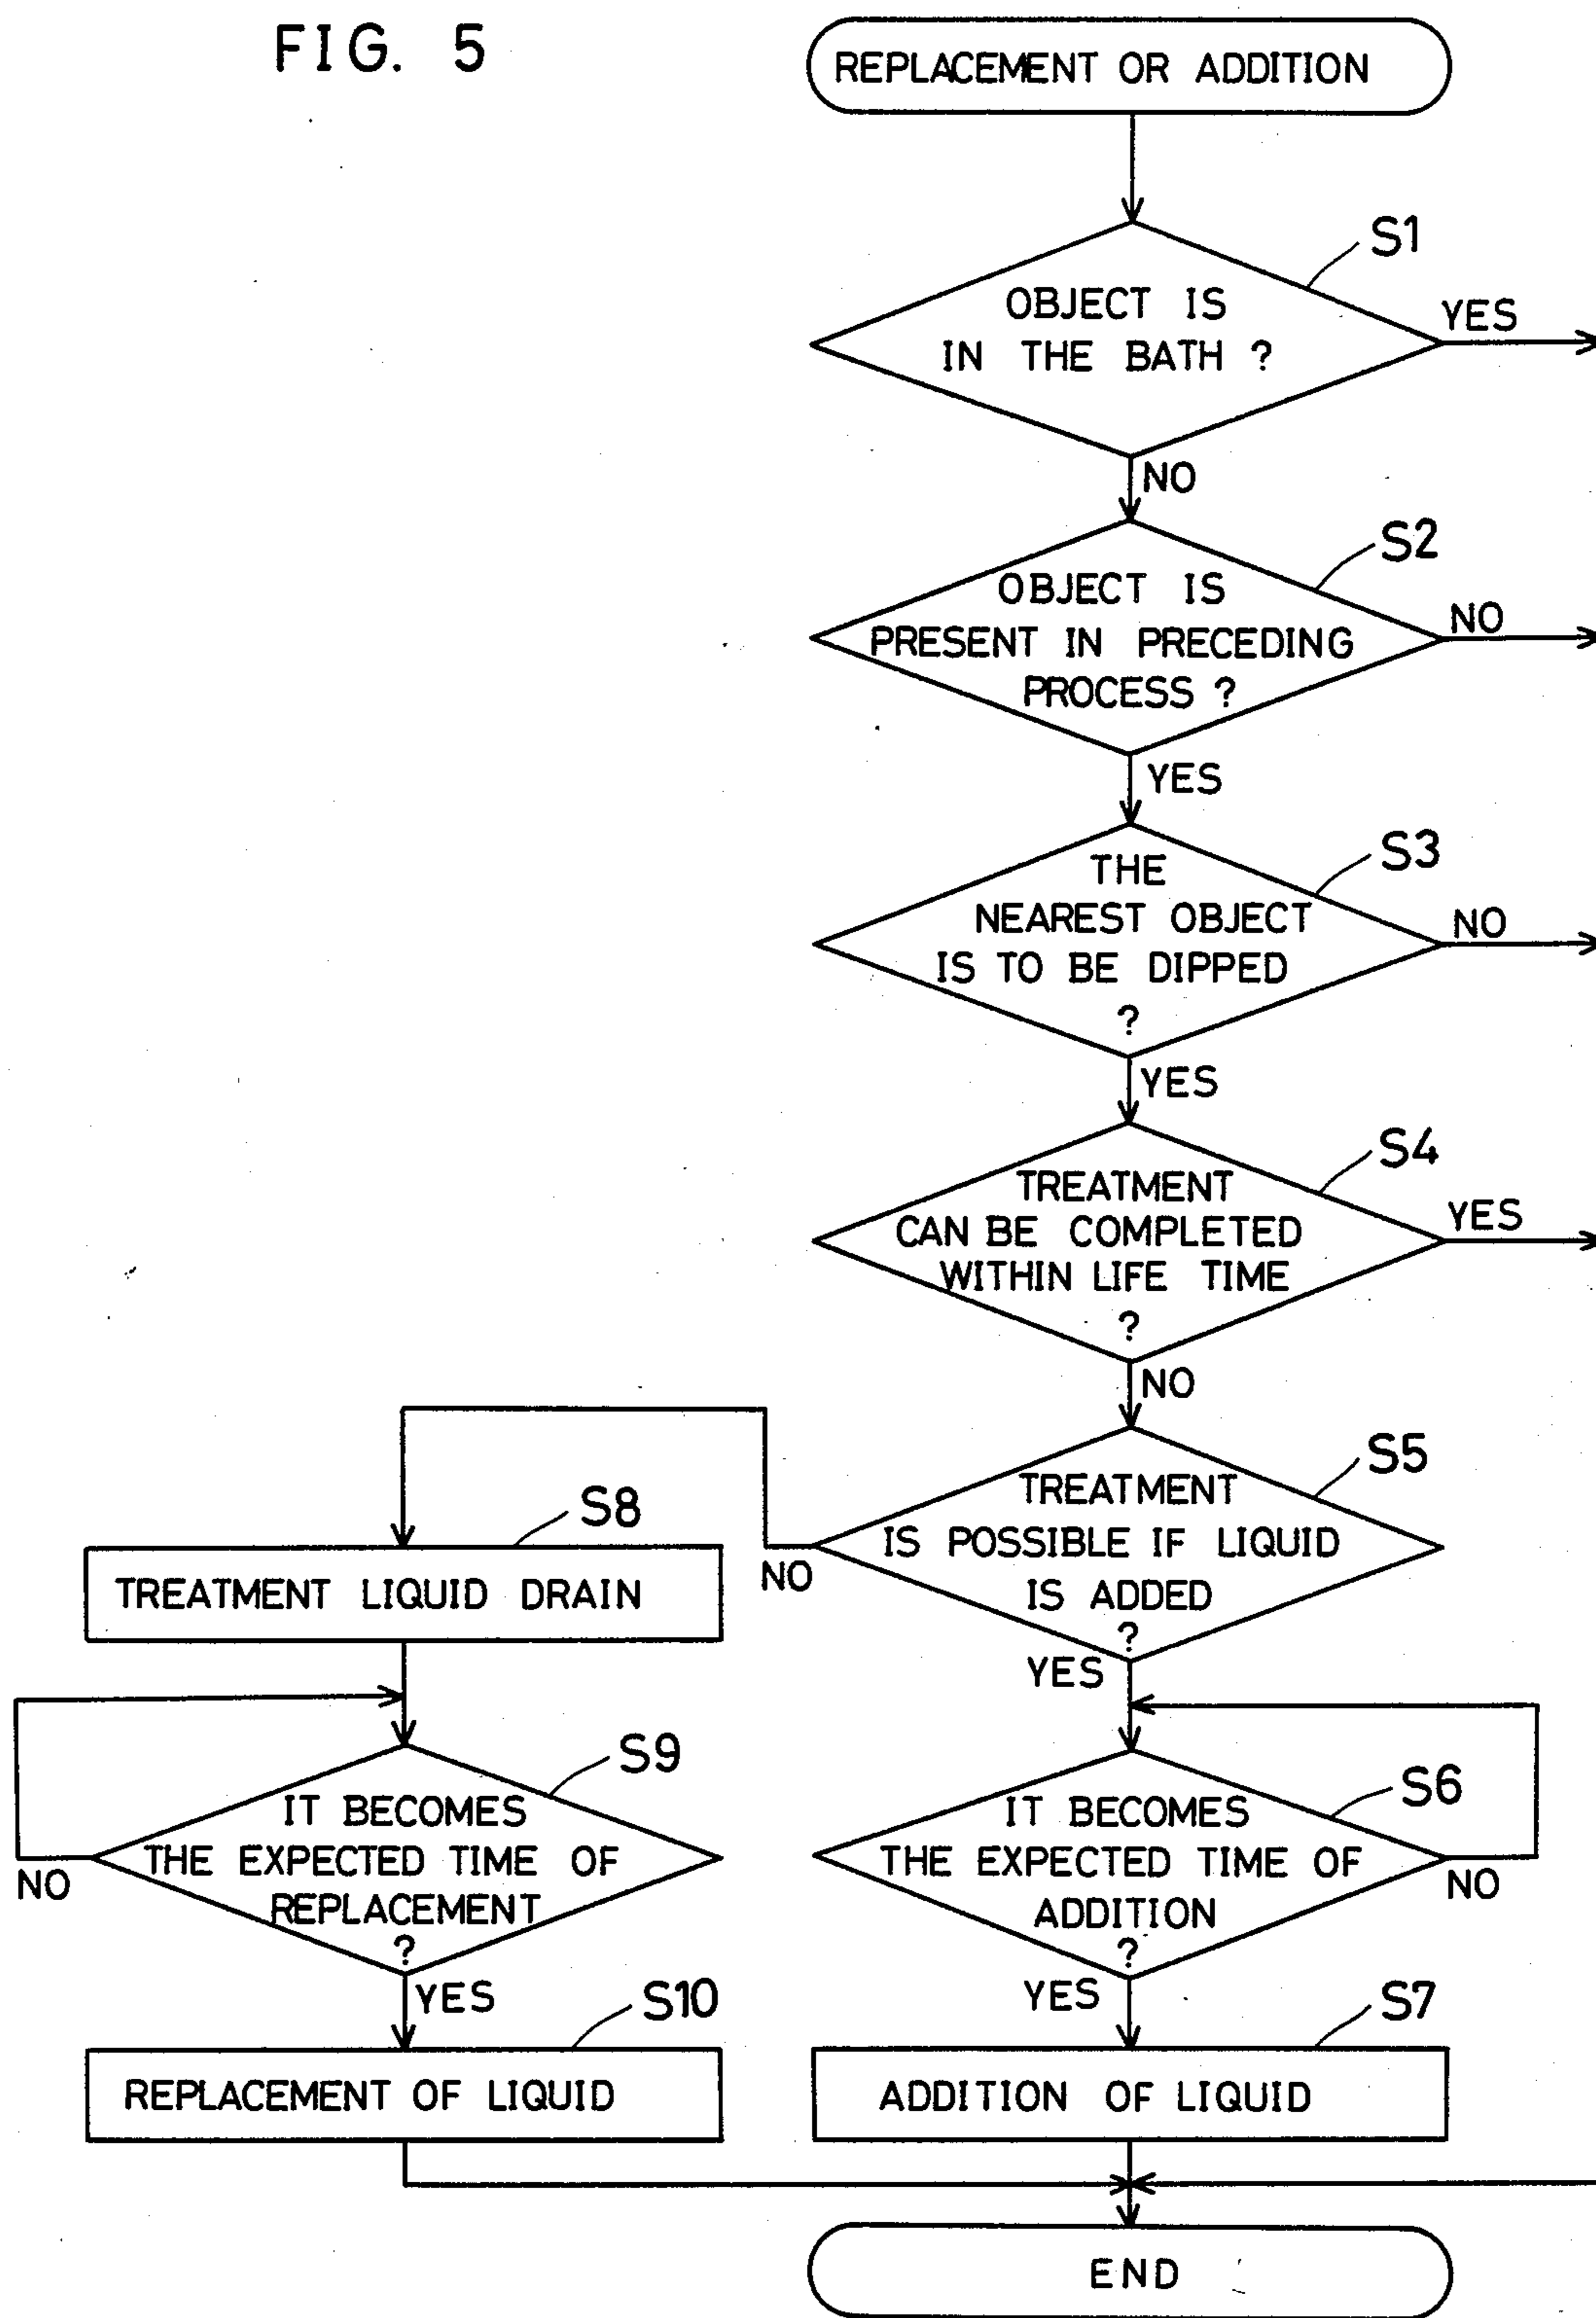 FIG. 5
REPLACEMENT OR ADDITION
S1
OBJECT IS
IN THE BATH ?
YES
NO
S2
OBJECT IS
PRESENT IN PRECEDING
PROCESS ?
NO
YES
S3
THE
NEAREST OBJECT
IS TO BE DIPPED
?
NO
YES
S4
TREATMENT
CAN BE COMPLETED
WITHIN LIFE TIME
?
YES
NO
S5
TREATMENT
IS POSSIBLE IF LIQUID
IS ADDED
?
NO
YES
S8
TREATMENT LIQUID DRAIN
S9
IT BECOMES
THE EXPECTED TIME OF
REPLACEMENT
?
NO
YES
S10
REPLACEMENT OF LIQUID
S6
IT BECOMES
THE EXPECTED TIME OF
ADDITION
?
NO
YES
S7
ADDITION OF LIQUID
END